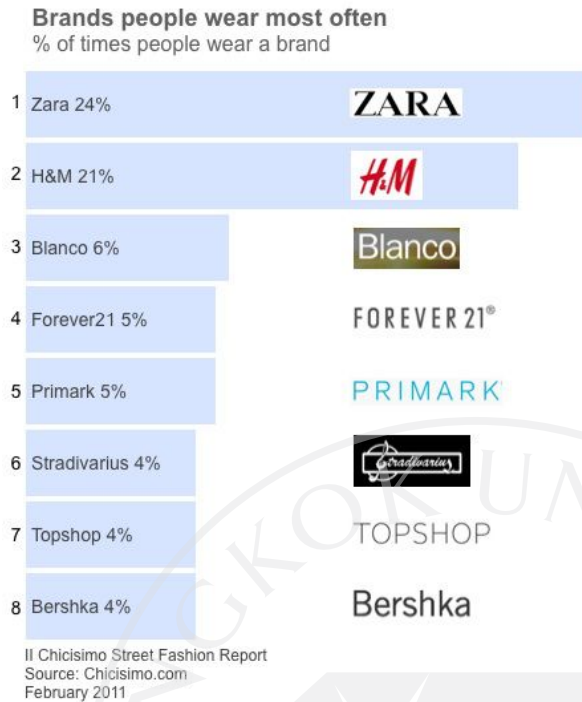 Brands people wear most often
% of times people wear a brand
1 Zara 24% ZARA
2 H&M 21% H&M
3 Blanco 6% Blanco
4 Forever21 5% FOREVER 21®
5 Primark 5% PRIMARK
6 Stradivarius 4% Stradivarius
7 Topshop 4% TOPSHOP
8 Bershka 4% Bershka
II Chicisimo Street Fashion Report
Source: Chicisimo.com
February 2011